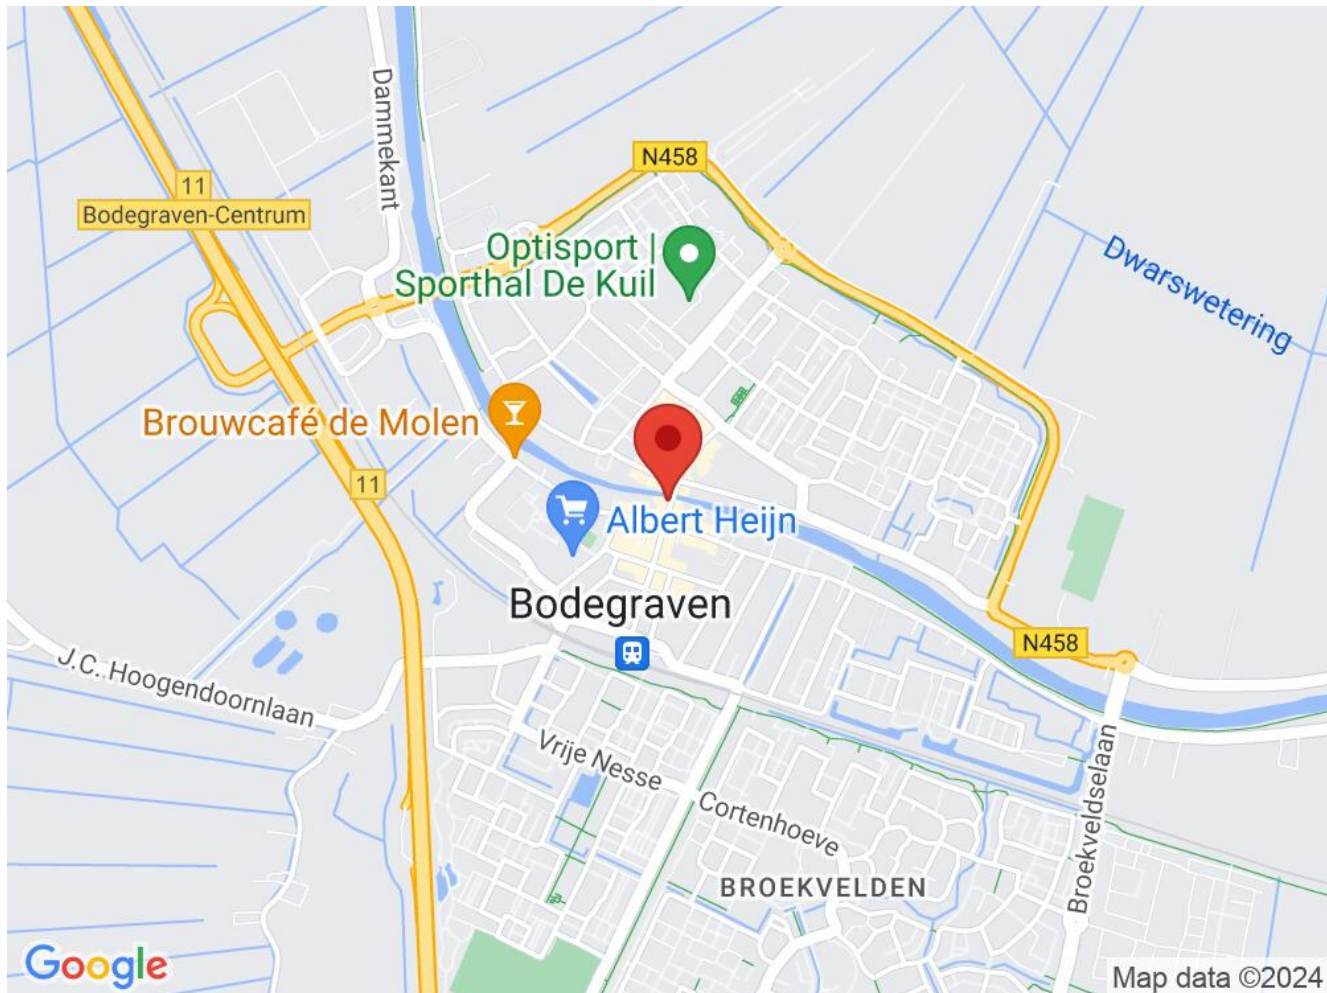 Dammekant
N458
11
Bodegraven-Centrum
Optisport |
Sporthal De Kuil
Dwarswetering
Brouwcafé de Molen
11
Albert Heijn
Bodegraven
N458
J.C. Hoogendoornlaan
Vrije Nesse
Cortenhoeve
Broekveldselaan
BROEKVELDEN
Google
Map data ©2024